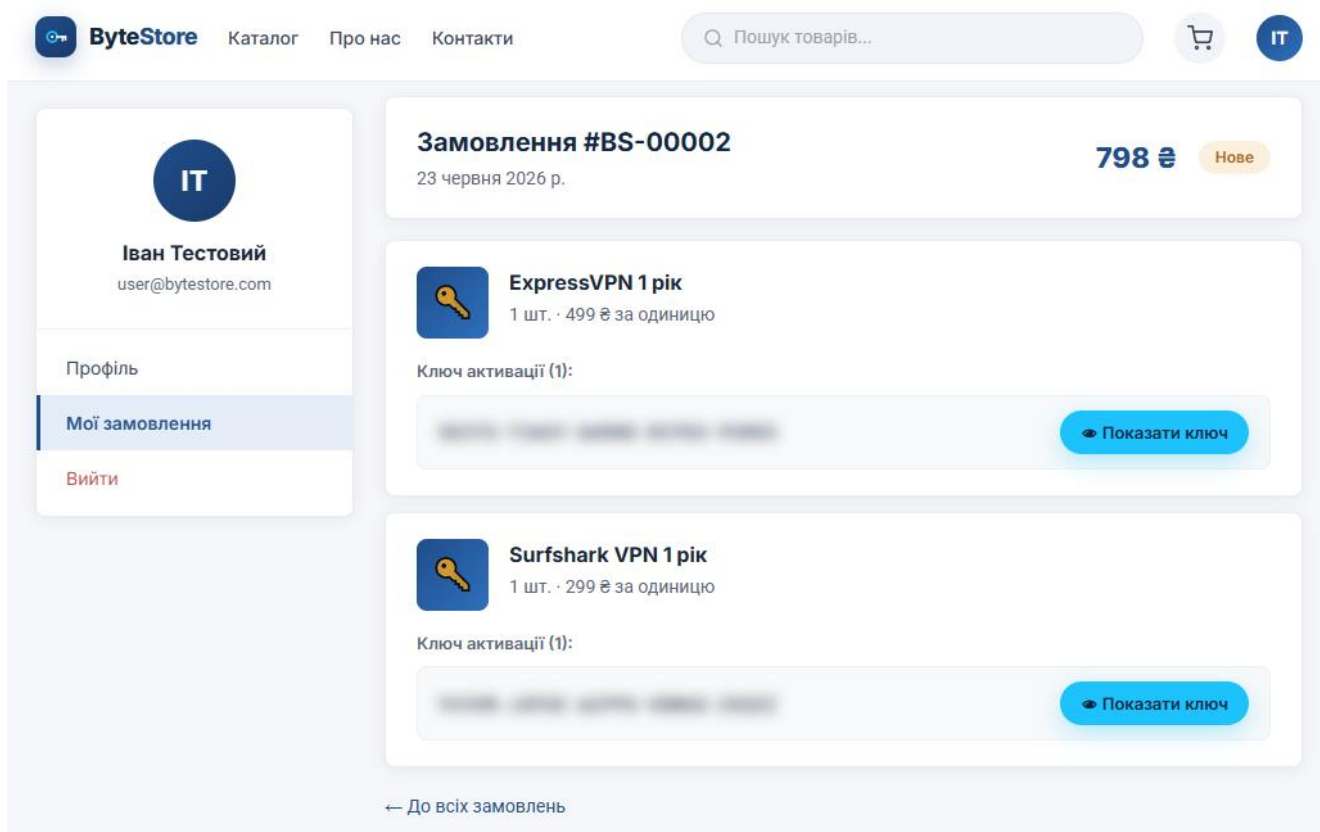 ByteStore Каталог Про нас Контакти Пошук товарів... IT
IT
Іван Тестовий
user@bytestore.com
Профіль
Мої замовлення
Вийти
Замовлення #BS-00002
23 червня 2026 р.
798 ₴ Нове
ExpressVPN 1 рік
1 шт. · 499 ₴ за одиницю
Ключ активації (1):
Показати ключ
Surfshark VPN 1 рік
1 шт. · 299 ₴ за одиницю
Ключ активації (1):
Показати ключ
← До всіх замовлень